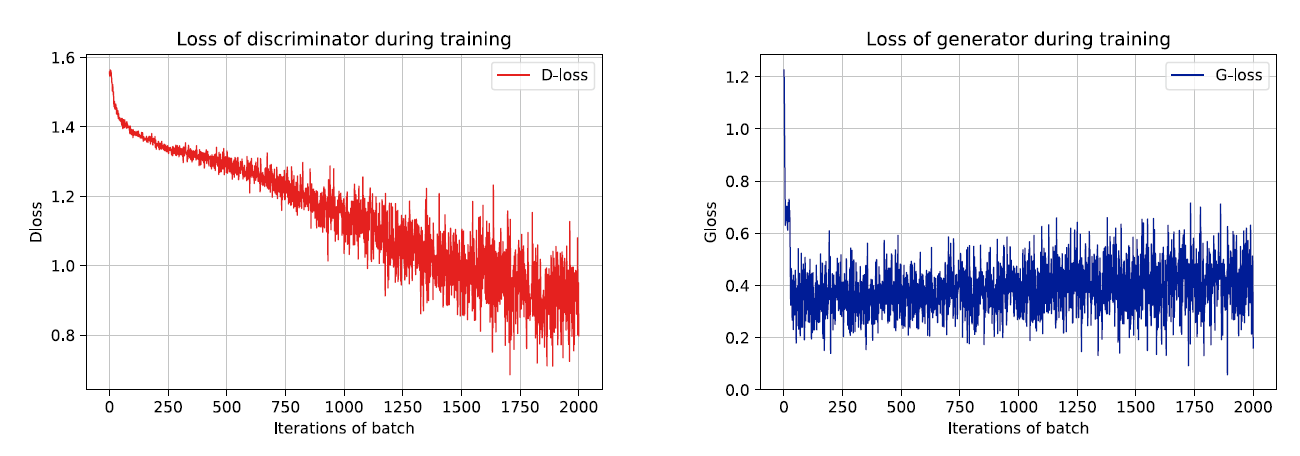 Loss of discriminator during training
D-loss
Dloss
1.6
1.4
1.2
1.0
0.8
0 250 500 750 1000 1250 1500 1750 2000
Iterations of batch
Loss of generator during training
G-loss
Gloss
1.2
1.0
0.8
0.6
0.4
0.2
0.0
0 250 500 750 1000 1250 1500 1750 2000
Iterations of batch